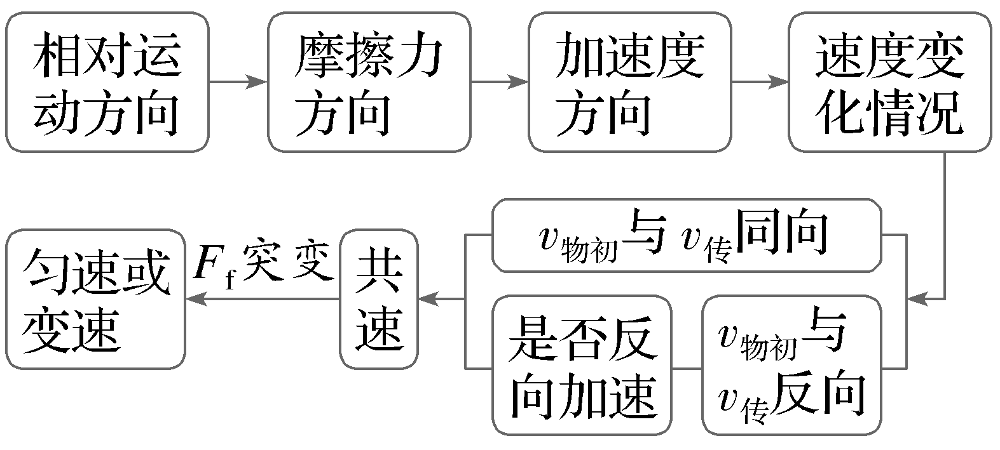 相对运
动方向
摩擦力
方向
加速度
方向
速度变
化情况
v物初与v传同向
v物初与
v传反向
是否反
向加速
共
速
Ff突变
匀速或
变速